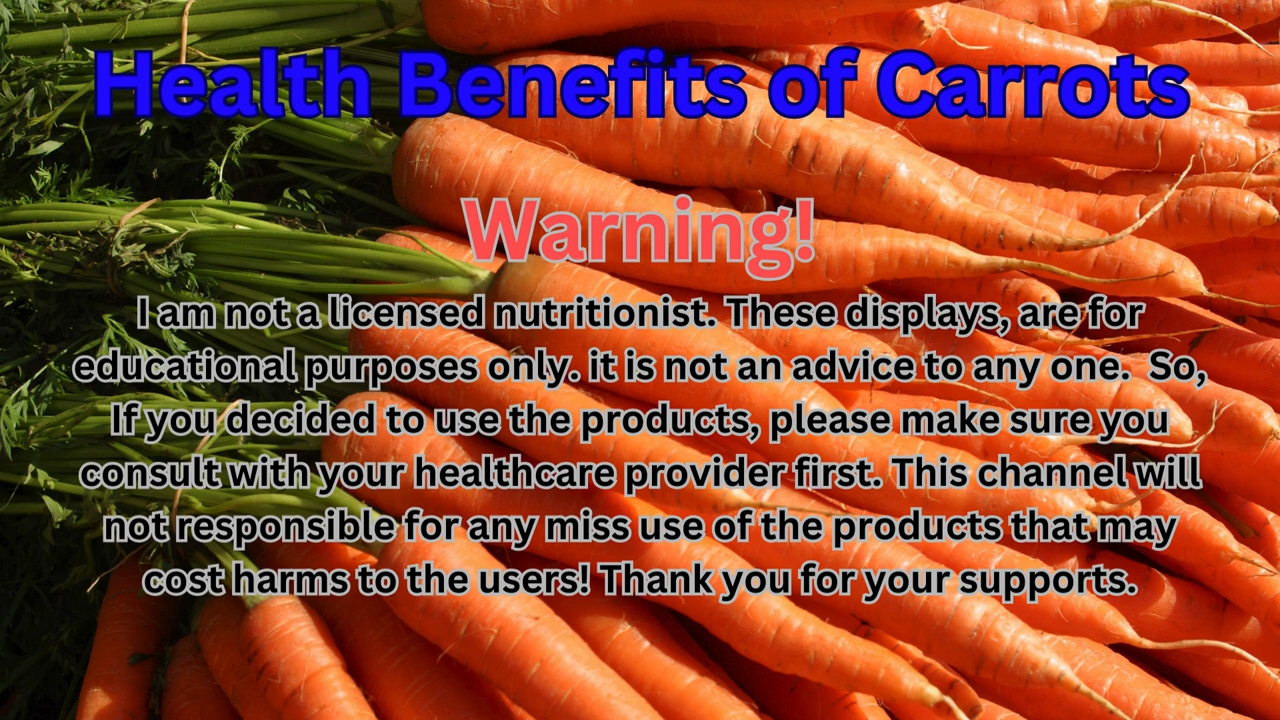 Health Benefits of Carrots
Warning!
I am not a licensed nutritionist. These displays, are for
educational purposes only. it is not an advice to any one. So,
If you decided to use the products, please make sure you
consult with your healthcare provider first. This channel will
not responsible for any miss use of the products that may
cost harms to the users! Thank you for your supports.